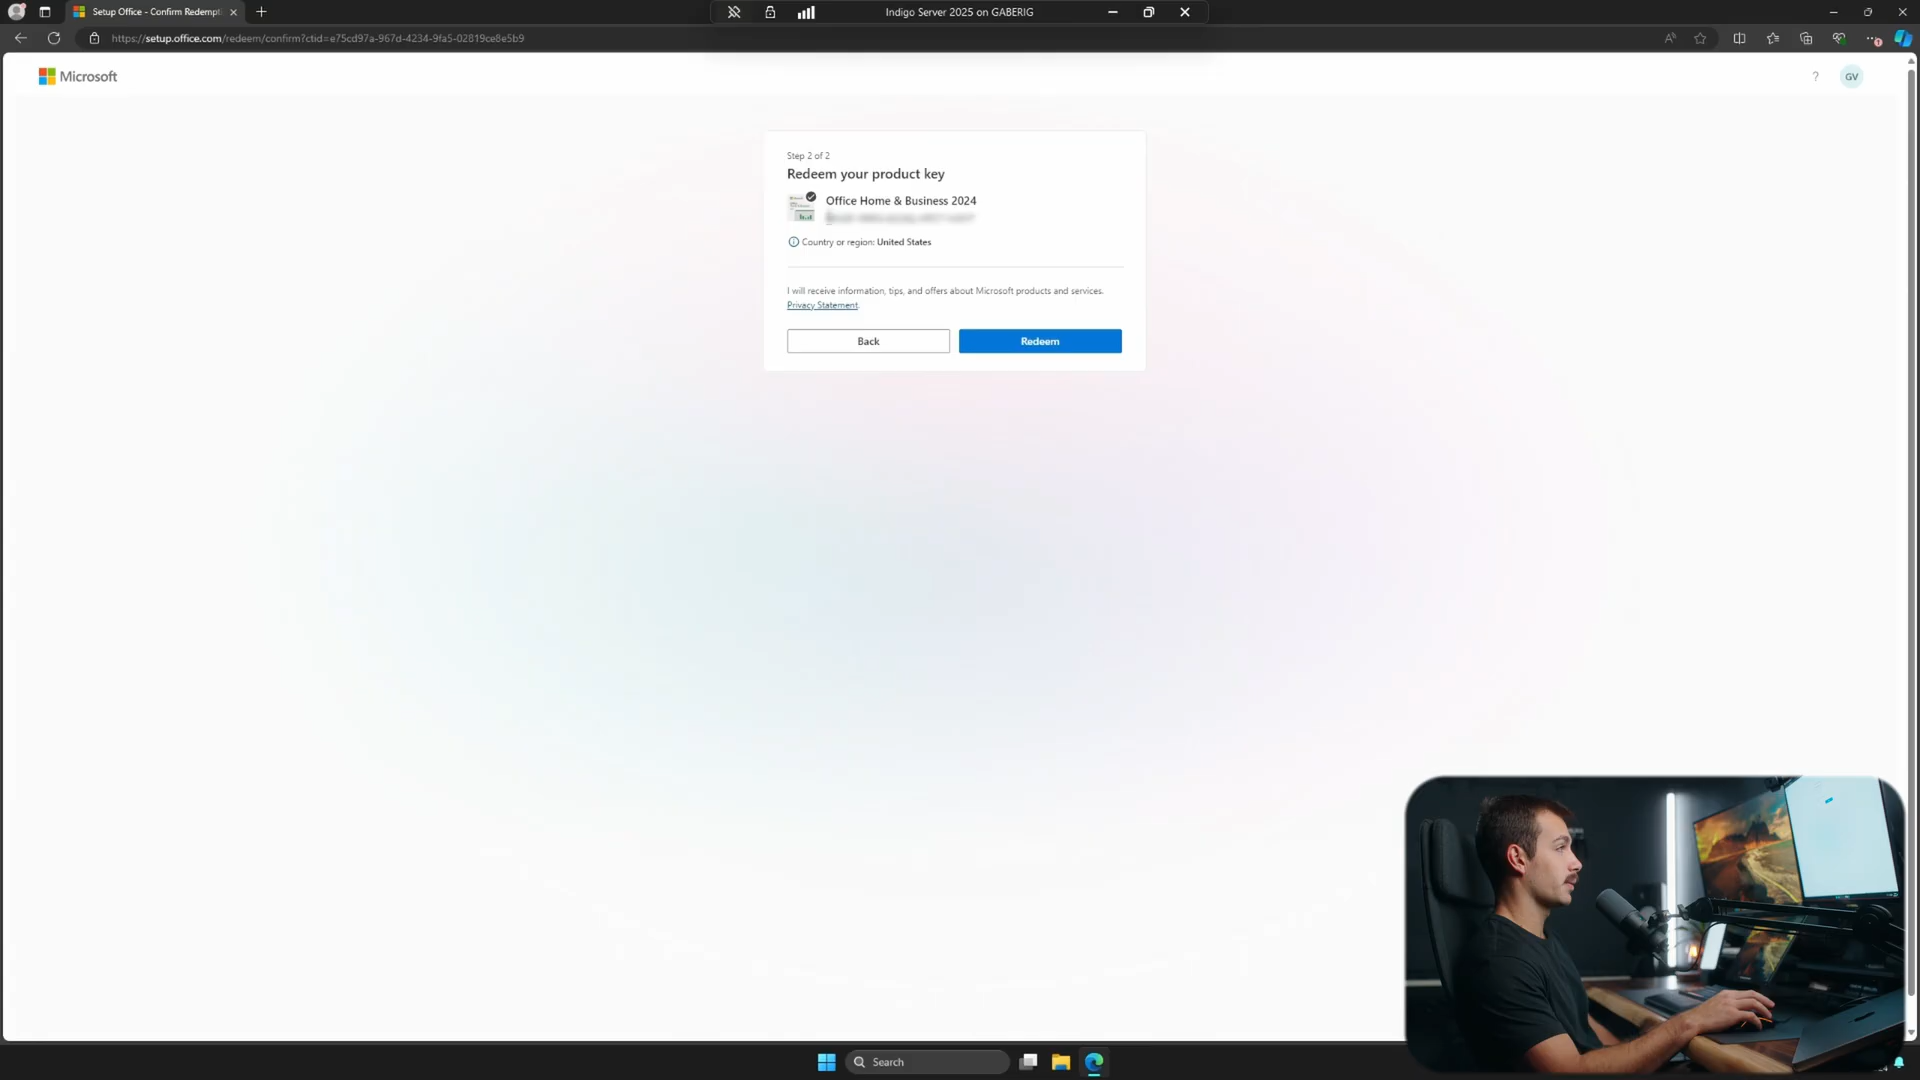 Setup Office - Confirm Redempti
Indigo Server 2025 on GABERIG
https://setup.office.com/redeem/confirm?ctid=e75cd97a-967d-4234-9fa5-02819ce8e5b9
Microsoft
?
GV
Step 2 of 2
Redeem your product key
Office Home & Business 2024
Country or region: United States
I will receive information, tips, and offers about Microsoft products and services.
Privacy Statement.
Back
Redeem
Search